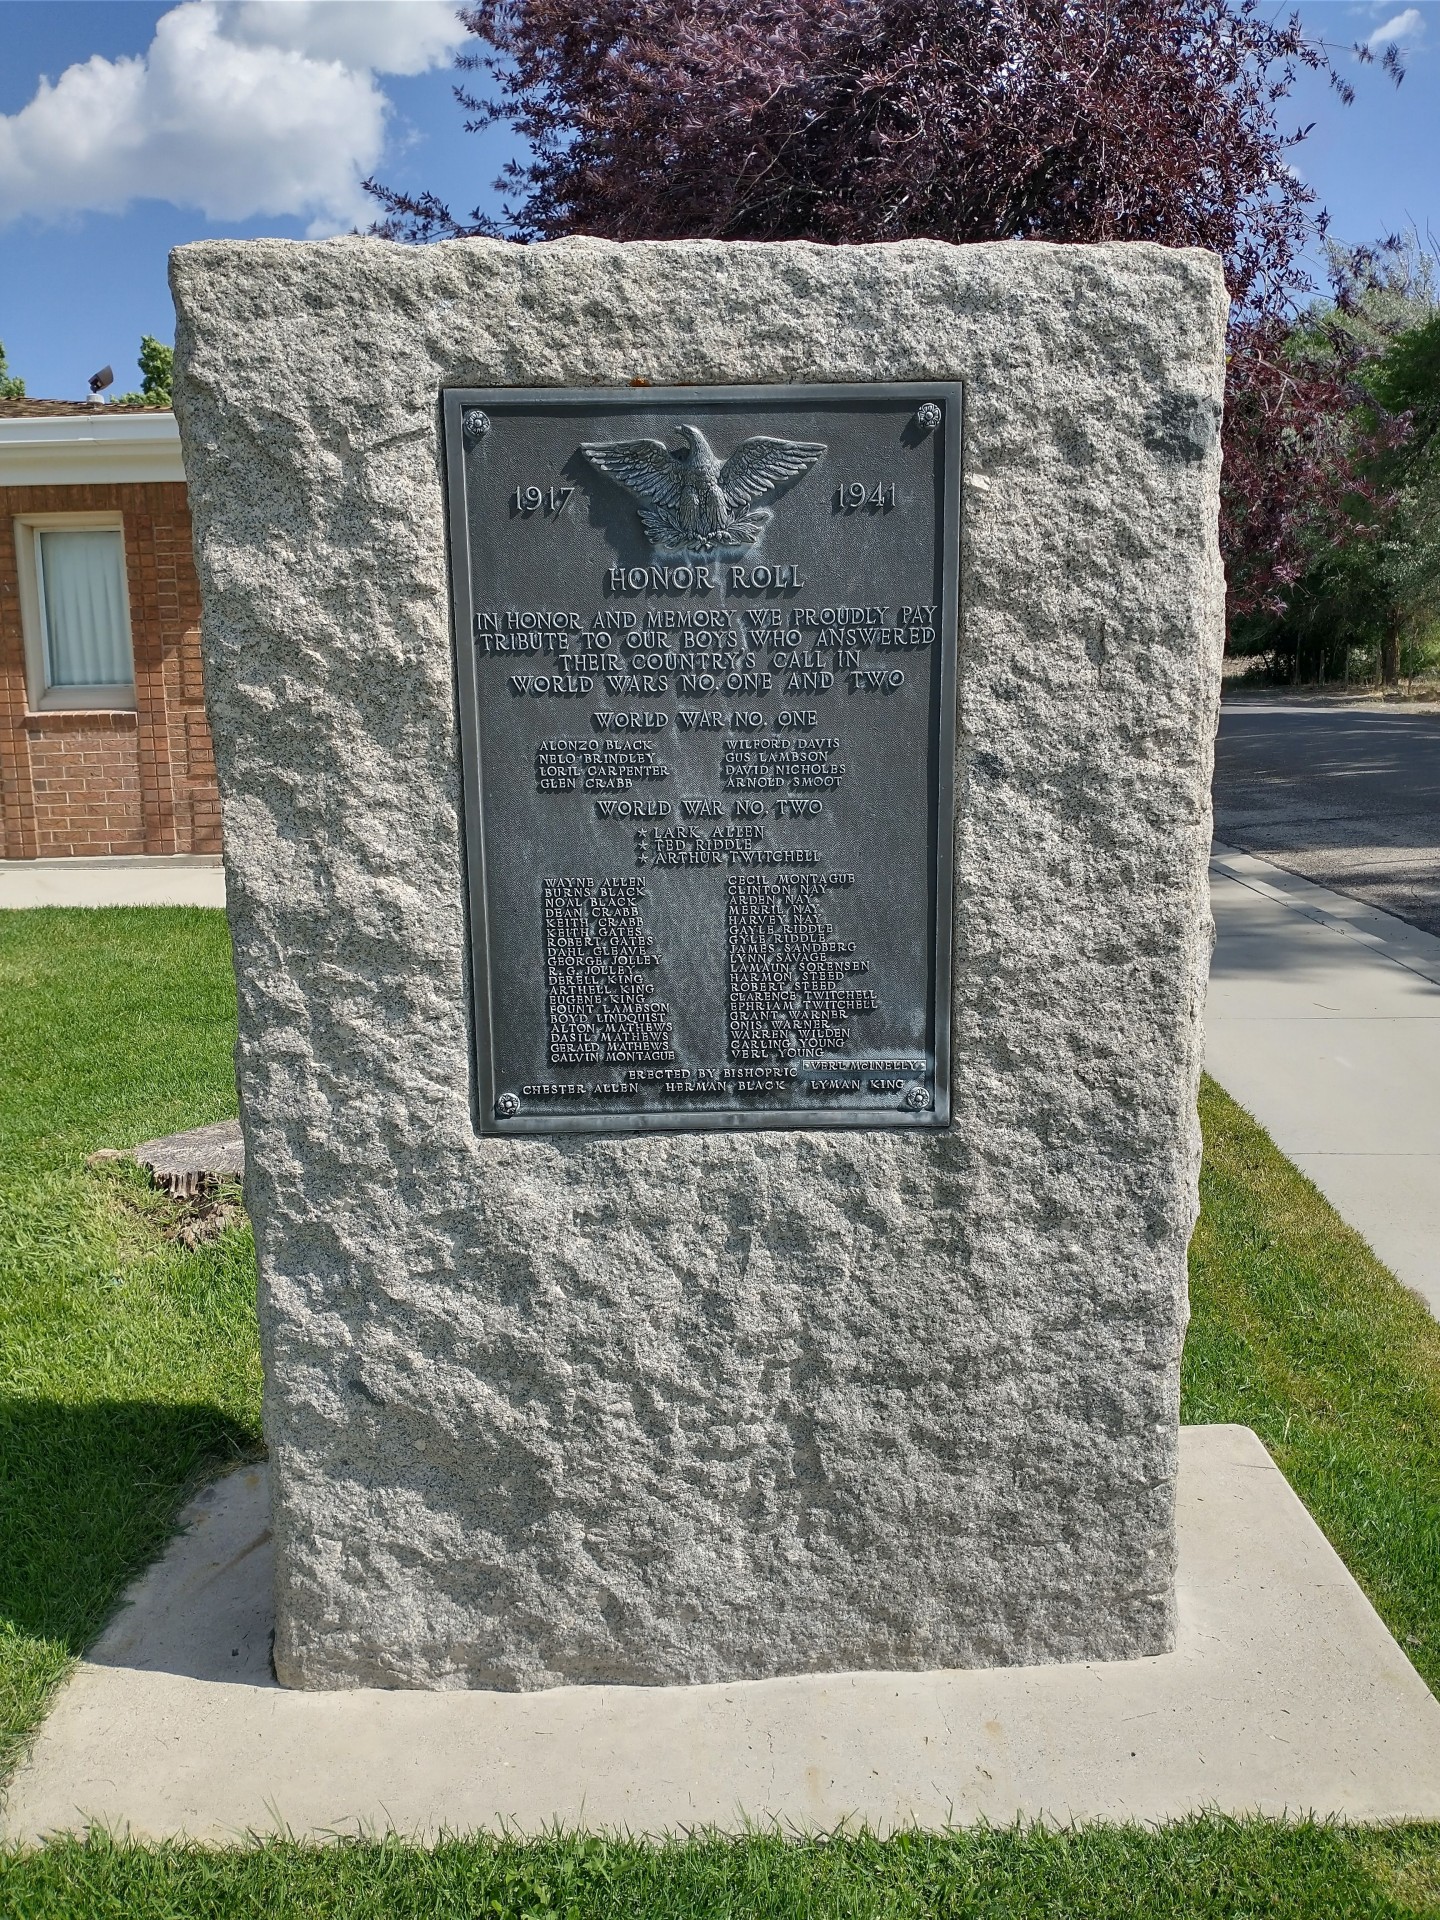 1917 1941
HONOR ROLL
IN HONOR AND MEMORY WE PROUDLY PAY
TRIBUTE TO OUR BOYS WHO ANSWERED
THEIR COUNTRY'S CALL IN
WORLD WARS NO. ONE AND TWO
WORLD WAR NO. ONE
ALONZO BLACK WILFORD DAVIS
NELO BRINDLEY GUS LAMBSON
LORIL CARPENTER DAVID NICHOLES
GLEN CRABB ARNOLD SMOOT
WORLD WAR NO. TWO
* LARK ALLEN
* TED RIDDLE
* ARTHUR TWITCHELL
WAYNE ALLEN CECIL MONTAGUE
BURNS BLACK CLINTON NAY
NOAL BLACK ARDEN NAY
DEAN CRABB MERRIL NAY
KEITH CRABB HARVEY NAY
KEITH GATES GAYLE RIDDLE
ROBERT GATES GYLE RIDDLE
DAHL GLEAVE JAMES SANDBERG
GEORGE JOLLEY LYNN SAVAGE
R. G. JOLLEY LAMAUN SORENSEN
DERELL KING HARMON STEED
ARTHELL KING ROBERT STEED
EUGENE KING CLARENCE TWITCHELL
FOUNT LAMBSON EPHRIAM TWITCHELL
BOYD LINDQUIST GRANT WARNER
ALTON MATHEWS ONIS WARNER
DASIL MATHEWS WARREN WILDEN
GERALD MATHEWS CARLING YOUNG
CALVIN MONTAGUE VERL YOUNG
VERL MCINELLY
ERECTED BY BISHOPRIC
CHESTER ALLEN HERMAN BLACK LYMAN KING